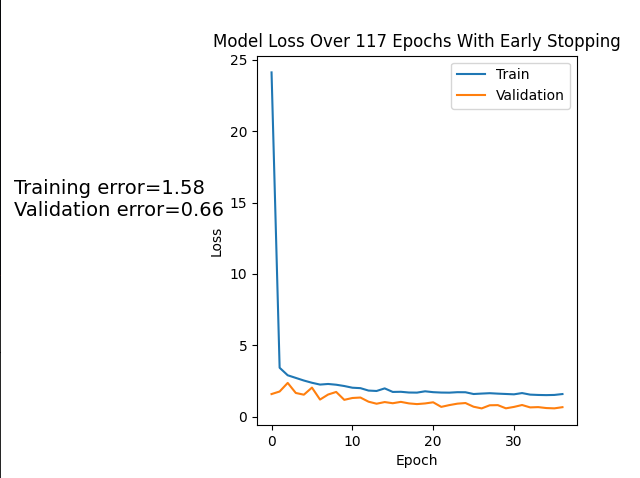 Model Loss Over 117 Epochs With Early Stopping
Training error=1.58
Validation error=0.66
Train
Validation
Loss
25
20
15
10
5
0
0
10
20
30
Epoch